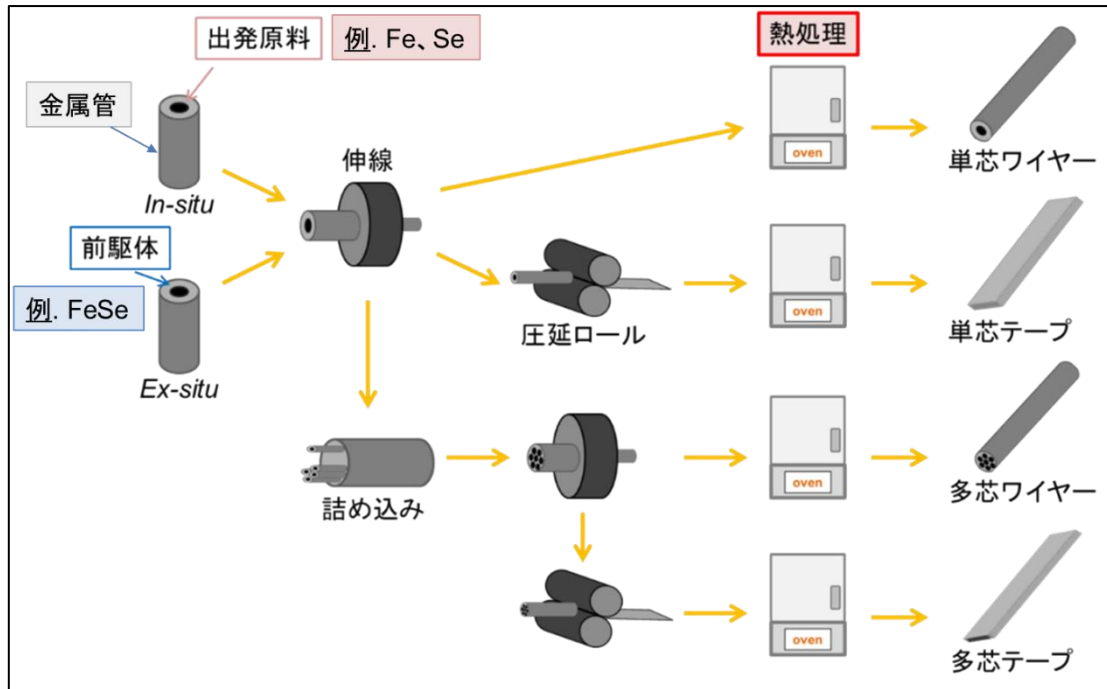 出発原料
例. Fe、Se
熱処理
金属管
oven
単芯ワイヤー
In-situ
伸線
前駆体
例. FeSe
oven
圧延ロール
単芯テープ
Ex-situ
詰め込み
oven
多芯ワイヤー
oven
多芯テープ